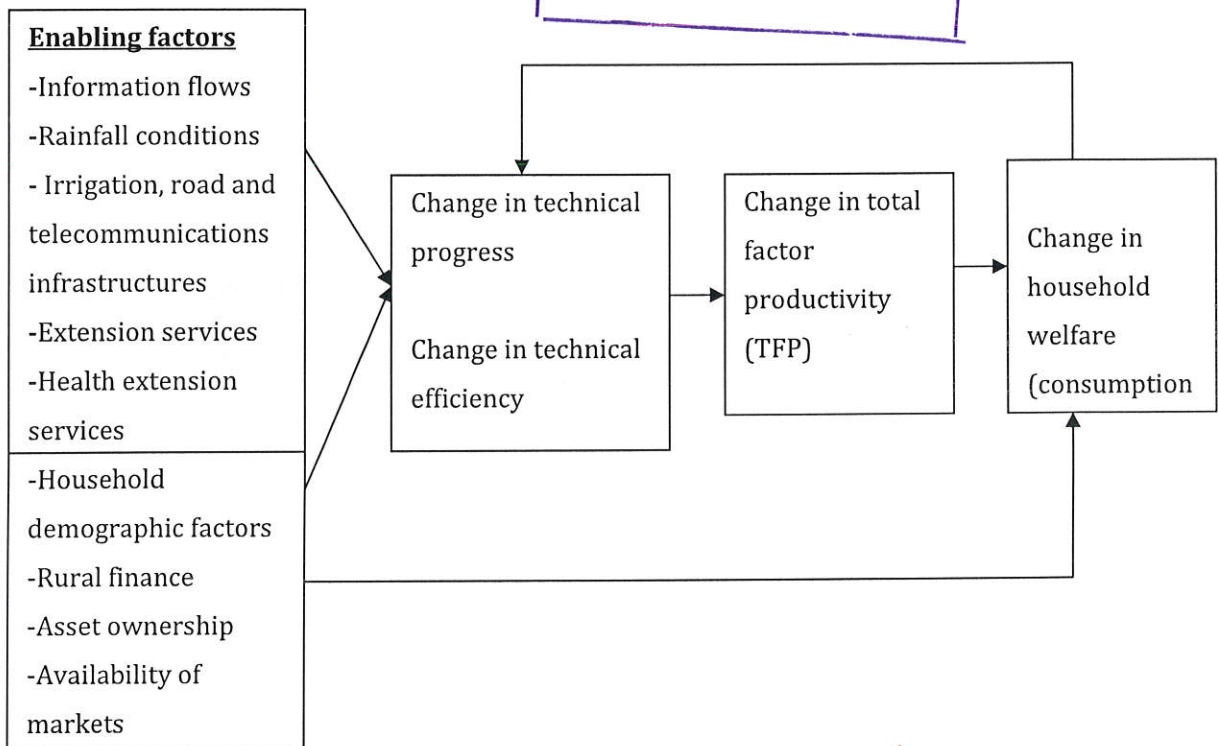 Enabling factors
-Information flows
-Rainfall conditions
- Irrigation, road and
telecommunications
infrastructures
-Extension services
-Health extension
services
-Household
demographic factors
-Rural finance
-Asset ownership
-Availability of
markets
Change in technical
progress
Change in technical
efficiency
Change in total
factor
productivity
(TFP)
Change in
household
welfare
(consumption